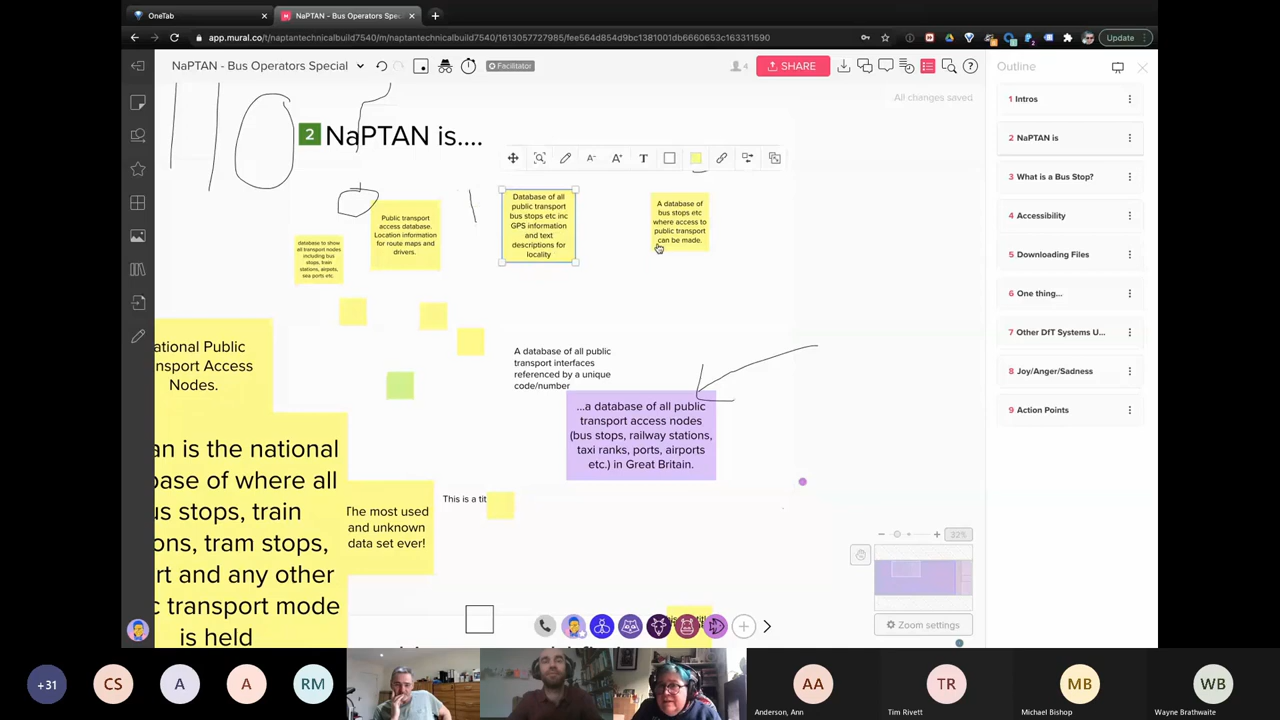 OneTab
NaPTAN - Bus Operators Spec
app.mural.co/t/naptantechnicalbuild7540/m/naptantechnicalbuild7540/1613057727985/fee564d854d9bc1381001db6660653c163311590
Update
NaPTAN - Bus Operators Special
Facilitator
4
SHARE
Outline
All changes saved
1 Intros
2 NaPTAN is
3 What is a Bus Stop?
4 Accessibility
5 Downloading Files
6 One thing...
7 Other DfT Systems U...
8 Joy/Anger/Sadness
9 Action Points
2 NaPTAN is....
database to show
all transport nodes
including bus
stops, train
stations, airpots,
sea ports etc.
Public transport
access database.
Location information
for route maps and
drivers.
Database of all
public transport
bus stops etc inc
GPS information
and text
descriptions for
locality
A database of
bus stops etc
where access to
public transport
can be made.
ational Public
nsport Access
Nodes.
A database of all public
transport interfaces
referenced by a unique
code/number
...a database of all public
transport access nodes
(bus stops, railway stations,
taxi ranks, ports, airports
etc.) in Great Britain.
an is the national
base of where all
us stops, train
ons, tram stops,
rt and any other
c transport mode
is held
The most used
and unknown
data set ever!
This is a tit
22%
Zoom settings
+31
CS
A
A
RM
AA
TR
MB
WB
Anderson, Ann
Tim Rivett
Michael Bishop
Wayne Brathwaite